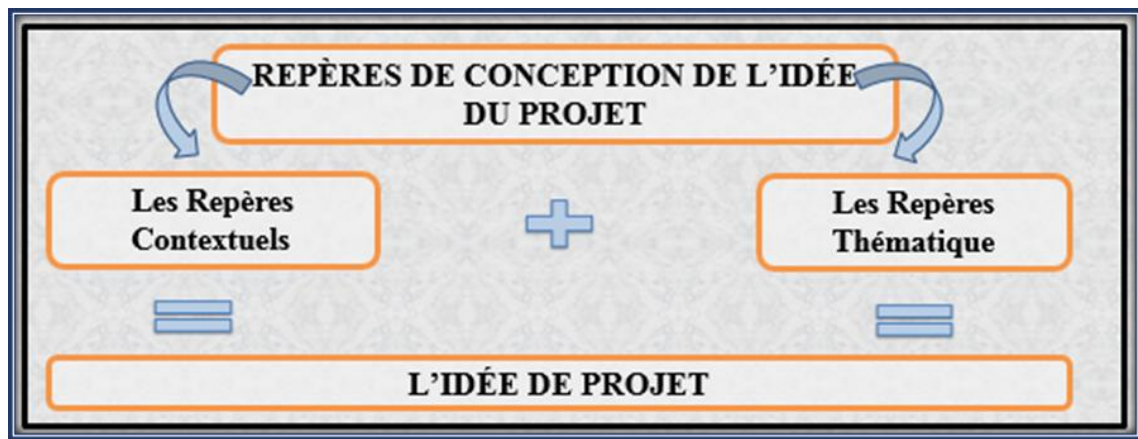 REPÈRES DE CONCEPTION DE L’IDÉE
DU PROJET
Les Repères
Contextuels
Les Repères
Thématique
L’IDÉE DE PROJET